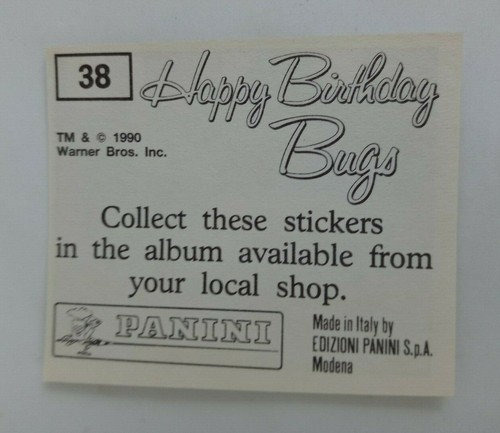 38
Happy Birthday
Bugs
TM & © 1990
Warner Bros. Inc.
Collect these stickers
in the album available from
your local shop.
PANINI
Made in Italy by
EDIZIONI PANINI S.p.A.
Modena